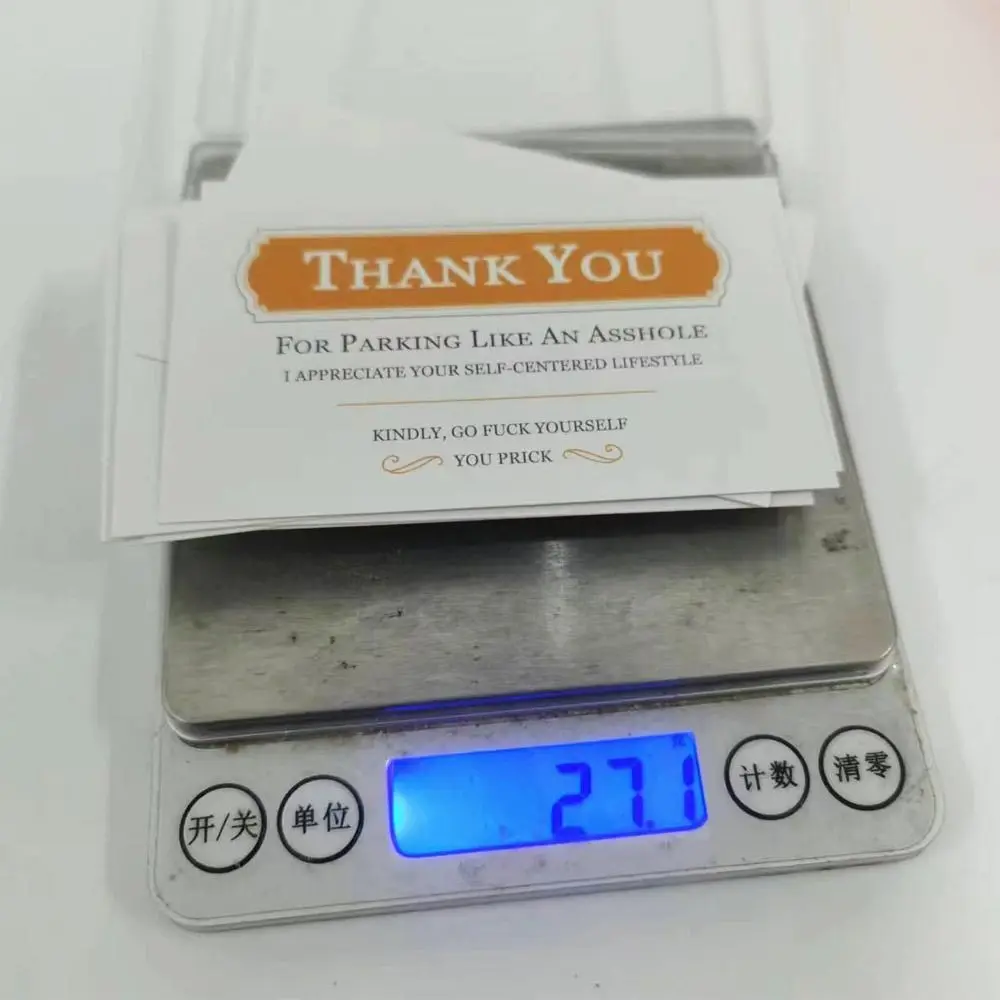 THANK YOU
FOR PARKING LIKE AN ASSHOLE
I APPRECIATE YOUR SELF-CENTERED LIFESTYLE
KINDLY, GO FUCK YOURSELF
YOU PRICK
27.1
开/关
单位
计数
清零